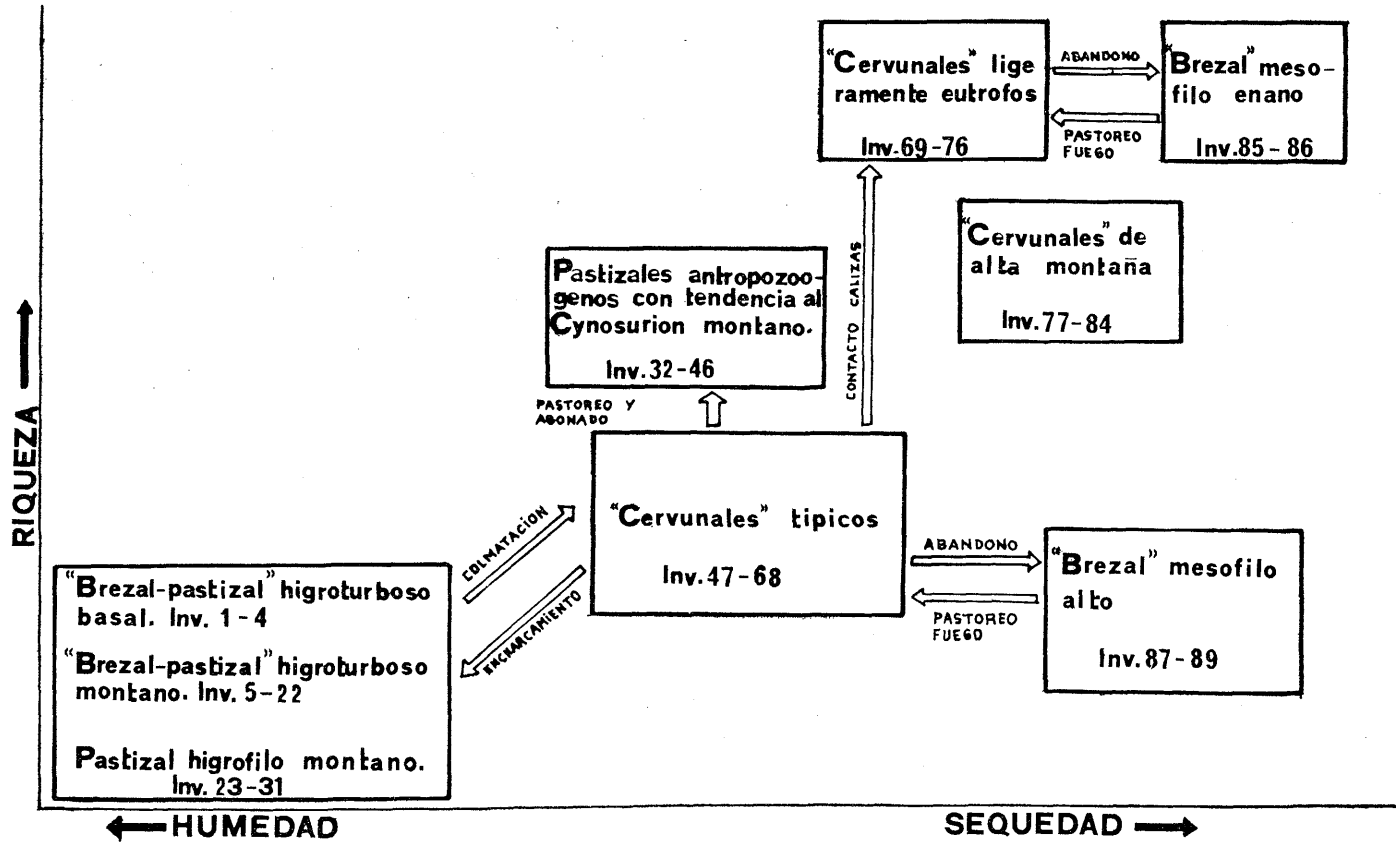 "Cervunales" lige
ramente eutrofos
Inv.69-76
ABANDONO
PASTOREO
FUEGO
"Brezal" meso-
filo enano
Inv.85-86
"Cervunales" de
alta montaña
Inv.77-84
Pastizales antropozoo-
genos con tendencia al
Cynosurion montano.
Inv.32-46
CONTACTO CALIZAS
PASTOREO Y
ABONADO
RIQUEZA
"Cervunales" tipicos
Inv.47-68
COLMATACION
ENCHARCAMIENTO
ABANDONO
PASTOREO
FUEGO
"Brezal" mesofilo
alto
Inv.87-89
"Brezal-pastizal" higroturboso
basal. Inv. 1-4
"Brezal-pastizal" higroturboso
montano. Inv. 5-22
Pastizal higrofilo montano.
Inv. 23-31
HUMEDAD
SEQUEDAD